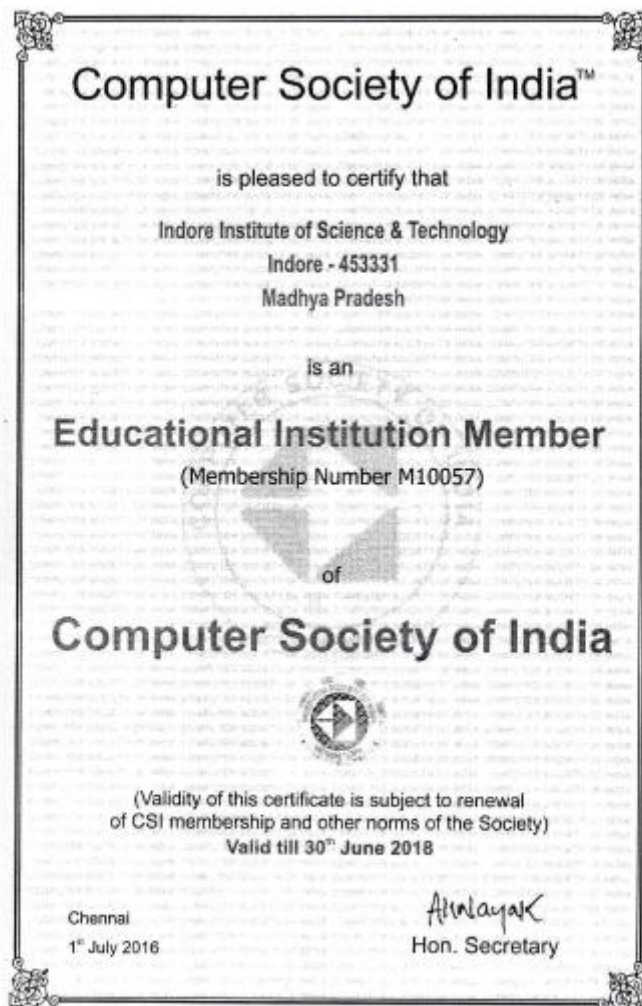 Computer Society of India™
is pleased to certify that
Indore Institute of Science & Technology
Indore - 453331
Madhya Pradesh
is an
Educational Institution Member
(Membership Number M10057)
of
Computer Society of India
(Validity of this certificate is subject to renewal
of CSI membership and other norms of the Society)
Valid till 30th June 2018
Chennai
1st July 2016
Hon. Secretary